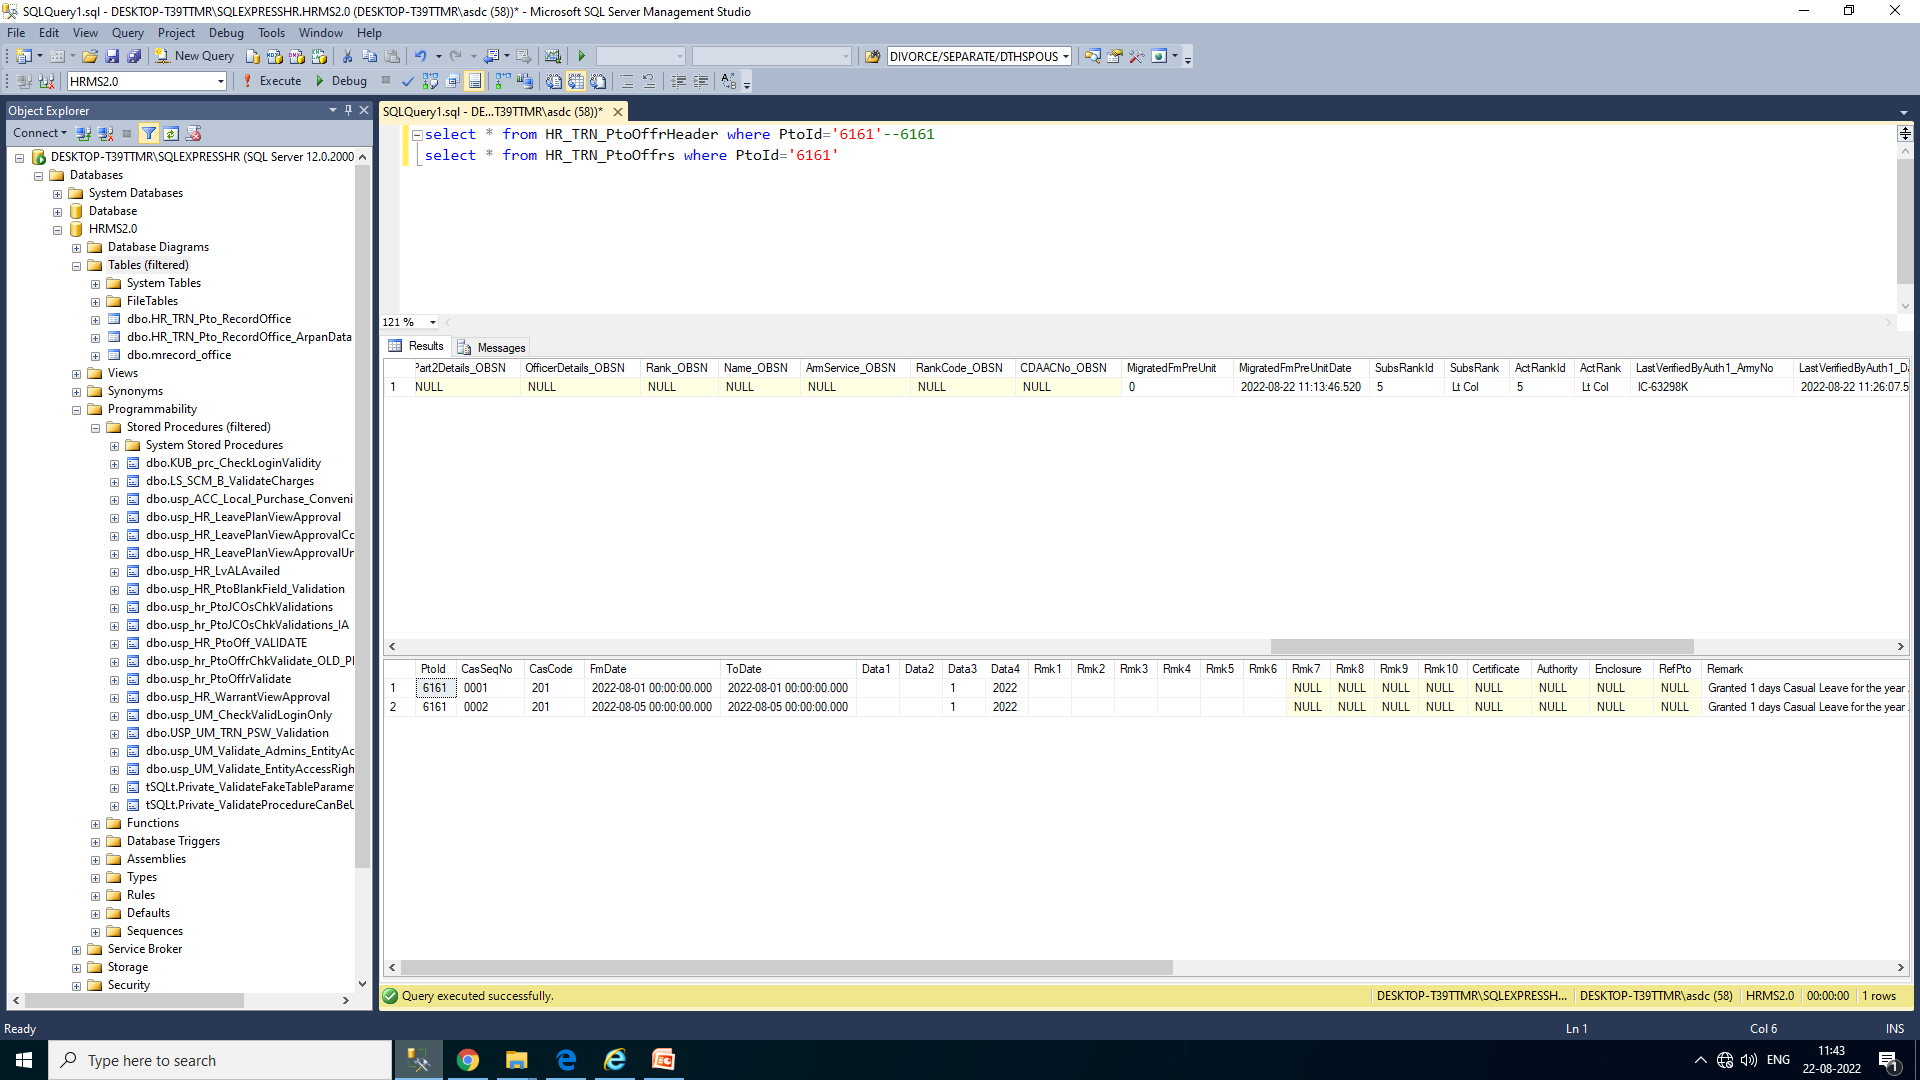 SQLQuery1.sql - DESKTOP-T39TTMR\SQLEXPRESSHR.HRMS2.0 (DESKTOP-T39TTMR\asdc (58))* - Microsoft SQL Server Management Studio
File Edit View Query Project Debug Tools Window Help
New Query DIVORCE/SEPARATE/DTHSPOUS
HRMS2.0 Execute Debug
Object Explorer
Connect
DESKTOP-T39TTMR\SQLEXPRESSHR (SQL Server 12.0.2000
Databases
System Databases
Database
HRMS2.0
Database Diagrams
Tables (filtered)
System Tables
FileTables
dbo.HR_TRN_Pto_RecordOffice
dbo.HR_TRN_Pto_RecordOffice_ArpanData
dbo.mrecord_office
Views
Synonyms
Programmability
Stored Procedures (filtered)
System Stored Procedures
dbo.KUB_prc_CheckLoginValidity
dbo.LS_SCM_B_ValidateCharges
dbo.usp_ACC_Local_Purchase_Conveni
dbo.usp_HR_LeavePlanViewApproval
dbo.usp_HR_LeavePlanViewApprovalCo
dbo.usp_HR_LeavePlanViewApprovalUn
dbo.usp_HR_LvALAvailed
dbo.usp_HR_PtoBlankField_Validation
dbo.usp_hr_PtoJCOsChkValidations
dbo.usp_hr_PtoJCOsChkValidations_IA
dbo.usp_HR_PtoOff_VALIDATE
dbo.usp_hr_PtoOffrChkValidate_OLD_P
dbo.usp_hr_PtoOffrValidate
dbo.usp_HR_WarrantViewApproval
dbo.usp_UM_CheckValidLoginOnly
dbo.USP_UM_TRN_PSW_Validation
dbo.usp_UM_Validate_Admins_EntityAc
dbo.usp_UM_Validate_EntityAccessRigh
tSQLt.Private_ValidateFakeTableParame
tSQLt.Private_ValidateProcedureCanBeU
Functions
Database Triggers
Assemblies
Types
Rules
Defaults
Sequences
Service Broker
Storage
Security
SQLQuery1.sql - DE...T39TTMR\asdc (58))*
select * from HR_TRN_PtoOffrHeader where PtoId='6161'--6161
select * from HR_TRN_PtoOffrs where PtoId='6161'
121 %
Results Messages
Part2Details_OBSN OfficerDetails_OBSN Rank_OBSN Name_OBSN ArmService_OBSN RankCode_OBSN CDAACNo_OBSN MigratedFmPreUnit MigratedFmPreUnitDate SubsRankId SubsRank ActRankId ActRank LastVerifiedByAuth1_ArmyNo LastVerifiedByAuth1_Da
1 NULL NULL NULL NULL NULL NULL NULL 0 2022-08-22 11:13:46.520 5 Lt Col 5 Lt Col IC-63298K 2022-08-22 11:26:07.5
PtoId CasSeqNo CasCode FmDate ToDate Data1 Data2 Data3 Data4 Rmk1 Rmk2 Rmk3 Rmk4 Rmk5 Rmk6 Rmk7 Rmk8 Rmk9 Rmk10 Certificate Authority Enclosure RefPto Remark
1 6161 0001 201 2022-08-01 00:00:00.000 2022-08-01 00:00:00.000 1 2022 NULL NULL NULL NULL NULL NULL NULL NULL Granted 1 days Casual Leave for the year
2 6161 0002 201 2022-08-05 00:00:00.000 2022-08-05 00:00:00.000 1 2022 NULL NULL NULL NULL NULL NULL NULL NULL Granted 1 days Casual Leave for the year
Query executed successfully. DESKTOP-T39TTMR\SQLEXPRESSH... DESKTOP-T39TTMR\asdc (58) HRMS2.0 00:00:00 1 rows
Ready Ln 1 Col 6 INS
Type here to search ENG 11:43
22-08-2022 1